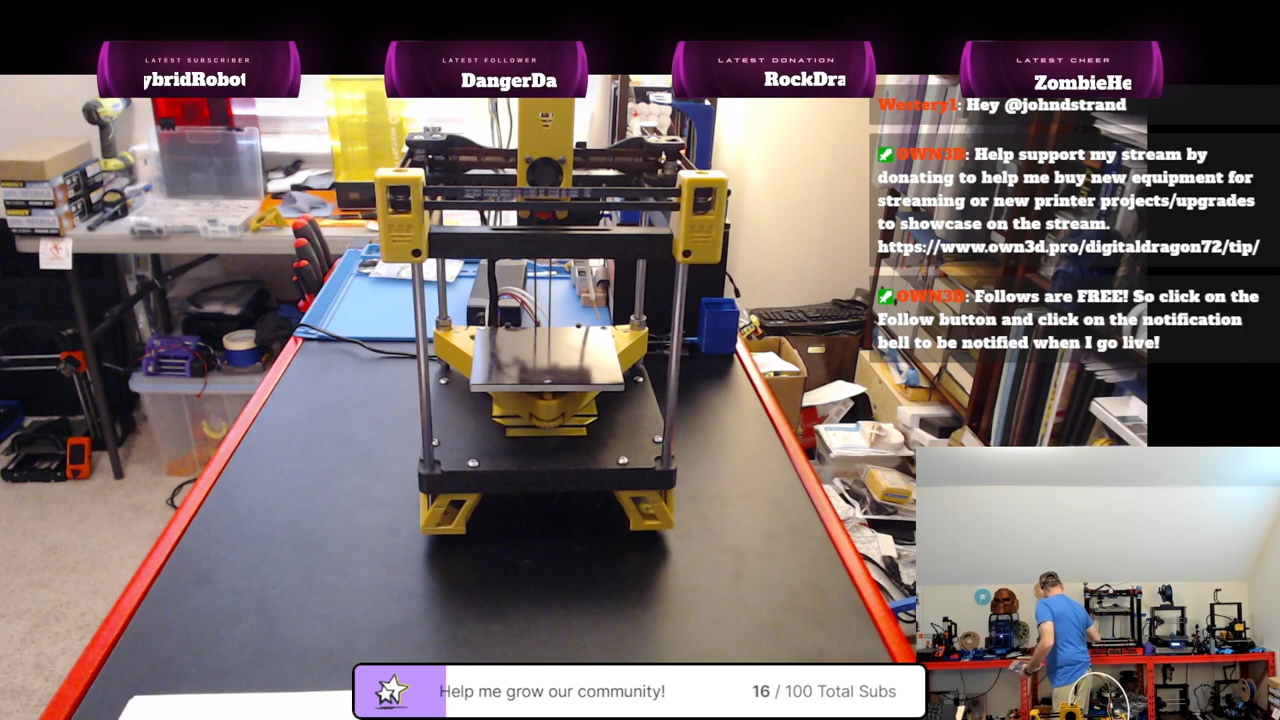 LATEST SUBSCRIBER
ybridRobot
LATEST FOLLOWER
DangerDa
LATEST DONATION
RockDra
LATEST CHEER
ZombieHe
Westery1: Hey @johndstrand
OWN3D: Help support my stream by
donating to help me buy new equipment for
streaming or new printer projects/upgrades
to showcase on the stream.
https://www.own3d.pro/digitaldragon72/tip/
OWN3D: Follows are FREE! So click on the
Follow button and click on the notification
bell to be notified when I go live!
Help me grow our community!
16 / 100 Total Subs